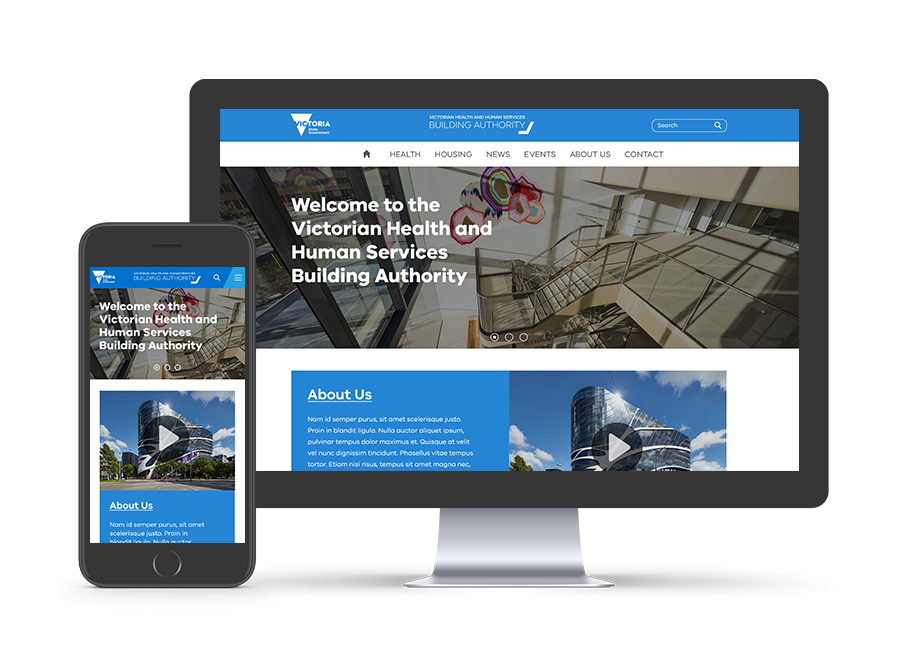 VICTORIA
State
Government
VICTORIAN HEALTH AND HUMAN SERVICES
BUILDING AUTHORITY
Search
HEALTH HOUSING NEWS EVENTS ABOUT US CONTACT
Welcome to the
Victorian Health and
Human Services
Building Authority
About Us
Nam id semper purus, sit amet scelerisque justo.
Proin in blandit ligula. Nulla auctor aliquet ipsum,
pulvinar tempus dolor maximus et. Quisque at velit
vel nunc dignissim tincidunt. Phasellus vitae tempus
tortor. Etiam nisi risus, tempus sit amet magna nec,
VICTORIA
State
Government
VICTORIAN HEALTH AND HUMAN SERVICES
BUILDING AUTHORITY
Welcome to the
Victorian Health and
Human Services
Building Authority
About Us
Nam id semper purus, sit amet
scelerisque justo. Proin in
blandit ligula. Nulla auctor